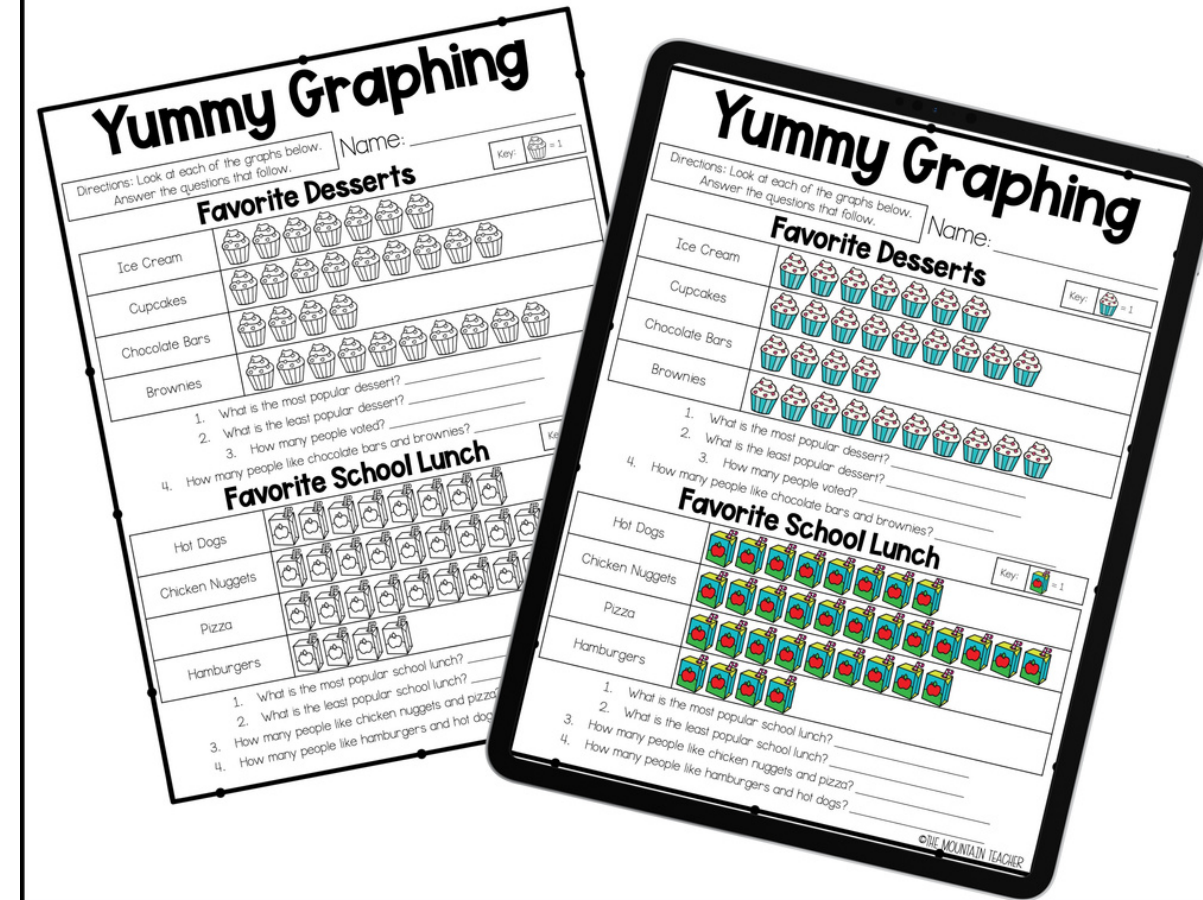 Yummy Graphing
Directions: Look at each of the graphs below.
Answer the questions that follow.
Name:
Key: = 1
Favorite Desserts
Ice Cream
Cupcakes
Chocolate Bars
Brownies
1. What is the most popular dessert?
2. What is the least popular dessert?
3. How many people voted?
4. How many people like chocolate bars and brownies?
Favorite School Lunch
Hot Dogs
Chicken Nuggets
Pizza
Hamburgers
1. What is the most popular school lunch?
2. What is the least popular school lunch?
3. How many people like chicken nuggets and pizza
4. How many people like hamburgers and hot dog
Yummy Graphing
Directions: Look at each of the graphs below.
Answer the questions that follow.
Name:
Favorite Desserts
Key: = 1
Ice Cream
Cupcakes
Chocolate Bars
Brownies
1. What is the most popular dessert?
2. What is the least popular dessert?
3. How many people voted?
4. How many people like chocolate bars and brownies?
Favorite School Lunch
Key: = 1
Hot Dogs
Chicken Nuggets
Pizza
Hamburgers
1. What is the most popular school lunch?
2. What is the least popular school lunch?
3. How many people like chicken nuggets and pizza?
4. How many people like hamburgers and hot dogs?
©THE MOUNTAIN TEACHER